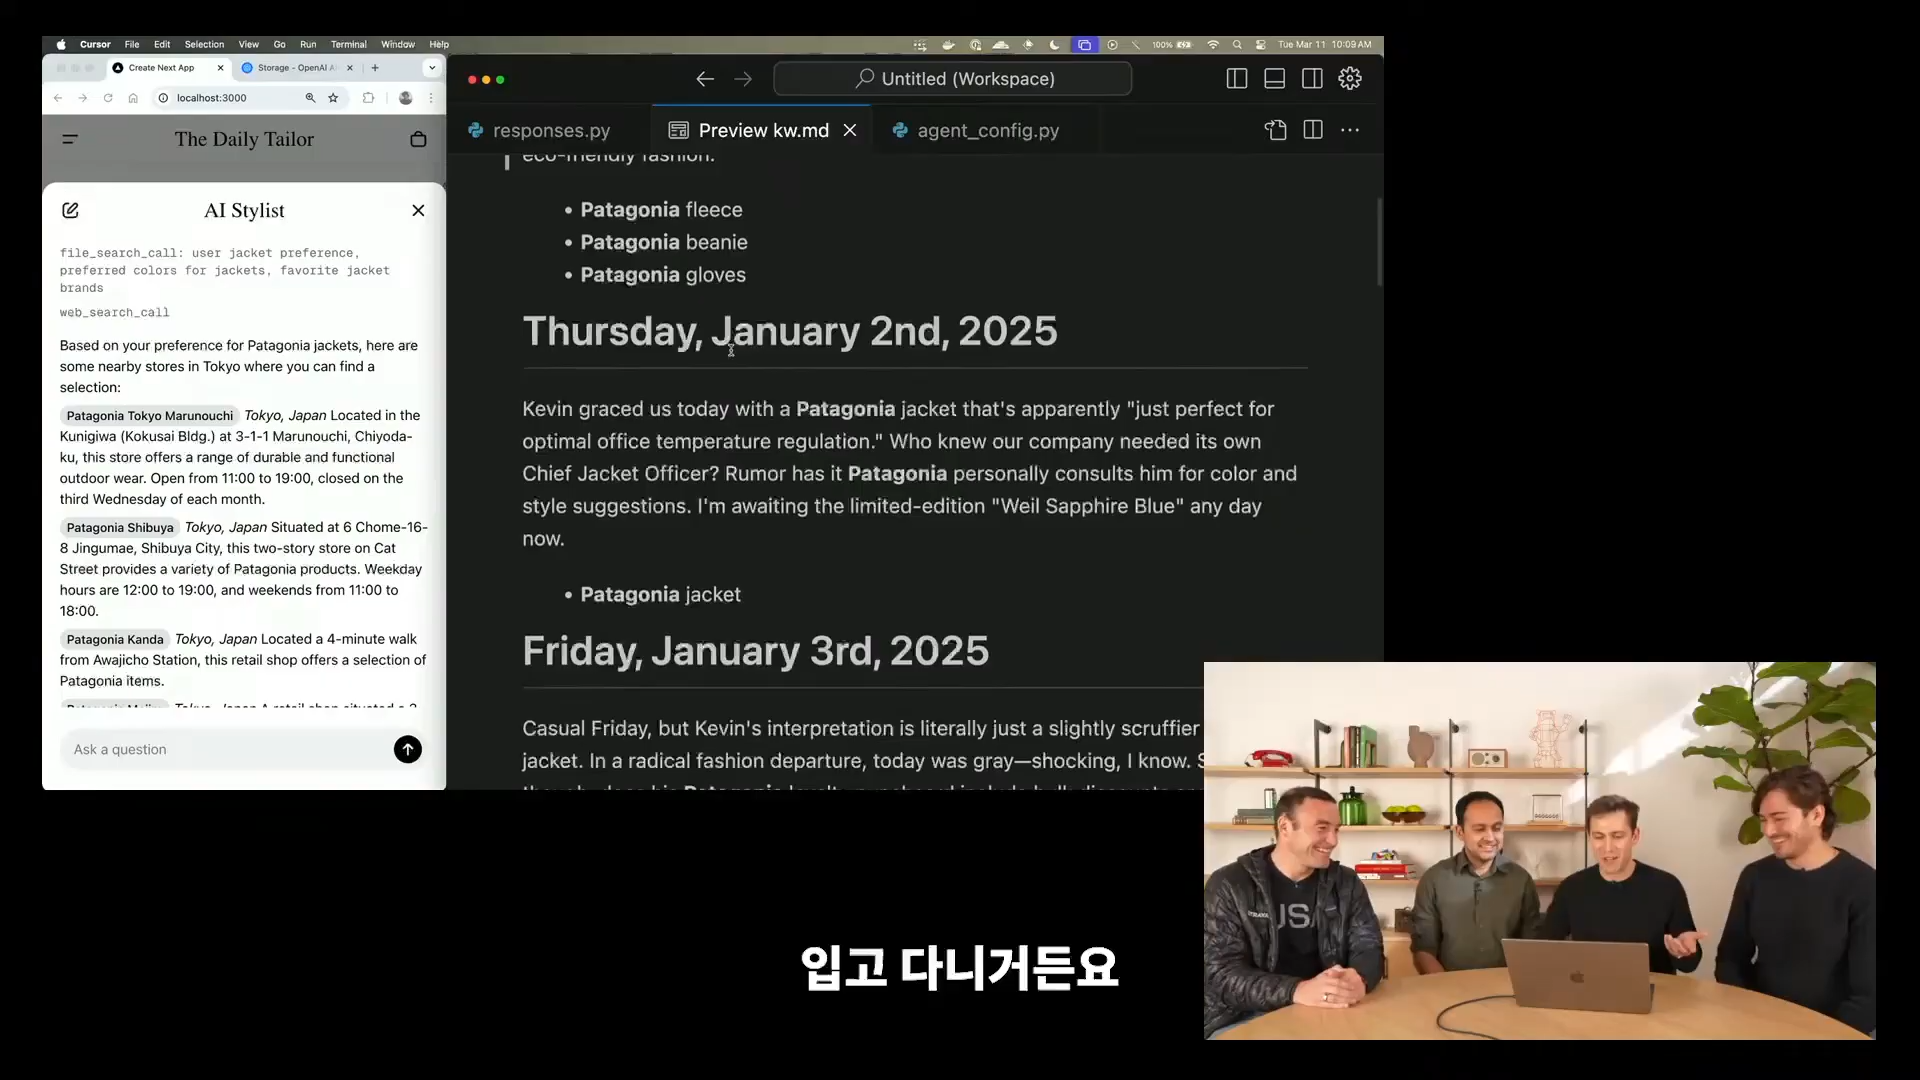 Cursor File Edit Selection View Go Run Terminal Window Help
100% Tue Mar 11 10:09 AM
Create Next App
Storage - OpenAI A
localhost:3000
The Daily Tailor
AI Stylist
file_search_call: user jacket preference,
preferred colors for jackets, favorite jacket
brands
web_search_call
Based on your preference for Patagonia jackets, here are
some nearby stores in Tokyo where you can find a
selection:
Patagonia Tokyo Marunouchi Tokyo, Japan Located in the
Kunigiwa (Kokusai Bldg.) at 3-1-1 Marunouchi, Chiyoda-
ku, this store offers a range of durable and functional
outdoor wear. Open from 11:00 to 19:00, closed on the
third Wednesday of each month.
Patagonia Shibuya Tokyo, Japan Situated at 6 Chome-16-
8 Jingumae, Shibuya City, this two-story store on Cat
Street provides a variety of Patagonia products. Weekday
hours are 12:00 to 19:00, and weekends from 11:00 to
18:00.
Patagonia Kanda Tokyo, Japan Located a 4-minute walk
from Awajicho Station, this retail shop offers a selection of
Patagonia items.
Ask a question
Untitled (Workspace)
responses.py
Preview kw.md
agent_config.py
eco-friendly fashion.
• Patagonia fleece
• Patagonia beanie
• Patagonia gloves
Thursday, January 2nd, 2025
Kevin graced us today with a Patagonia jacket that's apparently "just perfect for
optimal office temperature regulation." Who knew our company needed its own
Chief Jacket Officer? Rumor has it Patagonia personally consults him for color and
style suggestions. I'm awaiting the limited-edition "Weil Sapphire Blue" any day
now.
• Patagonia jacket
Friday, January 3rd, 2025
Casual Friday, but Kevin's interpretation is literally just a slightly scruffier
jacket. In a radical fashion departure, today was gray—shocking, I know.
입고 다니거든요